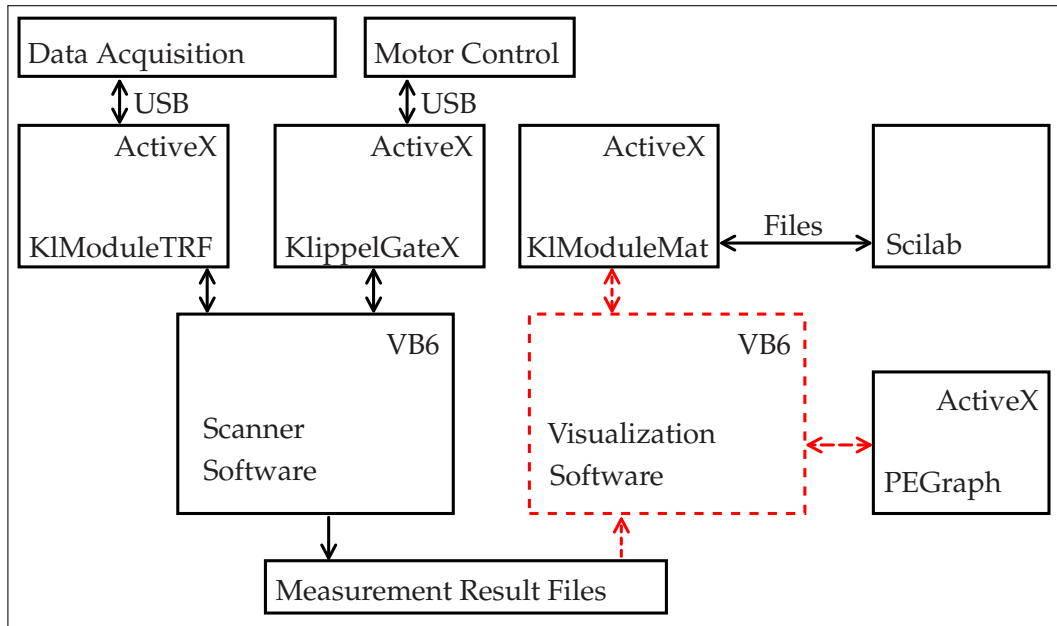 Data Acquisition
Motor Control
USB
USB
ActiveX
KlModuleTRF
ActiveX
KlippelGateX
ActiveX
KlModuleMat
Files
Scilab
VB6
Scanner
Software
VB6
Visualization
Software
ActiveX
PEGraph
Measurement Result Files